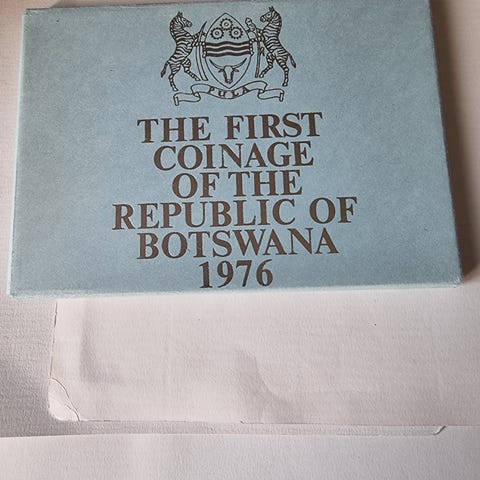 PULA
THE FIRST
COINAGE
OF THE
REPUBLIC OF
BOTSWANA
1976